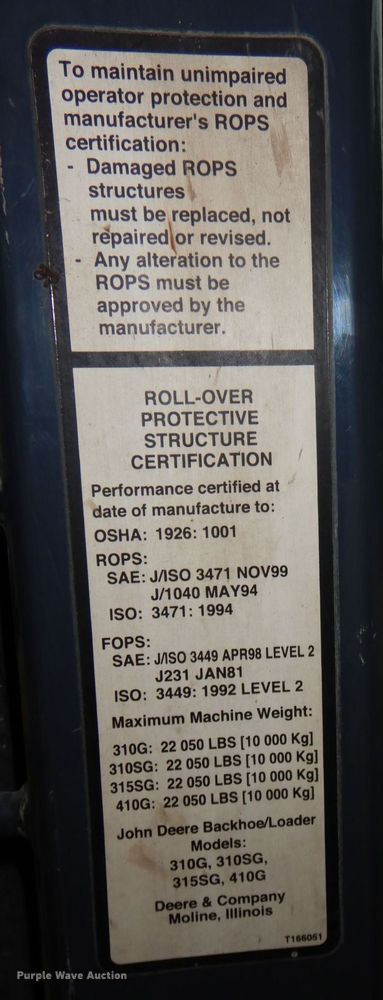 To maintain unimpaired
operator protection and
manufacturer's ROPS
certification:
- Damaged ROPS
structures
must be replaced, not
repaired or revised.
- Any alteration to the
ROPS must be
approved by the
manufacturer.
ROLL-OVER
PROTECTIVE
STRUCTURE
CERTIFICATION
Performance certified at
date of manufacture to:
OSHA: 1926: 1001
ROPS:
SAE: J/ISO 3471 NOV99
J/1040 MAY94
ISO: 3471: 1994
FOPS:
SAE: J/ISO 3449 APR98 LEVEL 2
J231 JAN81
ISO: 3449: 1992 LEVEL 2
Maximum Machine Weight:
310G: 22 050 LBS [10 000 Kg]
310SG: 22 050 LBS [10 000 Kg]
315SG: 22 050 LBS [10 000 Kg]
410G: 22 050 LBS [10 000 Kg]
John Deere Backhoe/Loader
Models:
310G, 310SG,
315SG, 410G
Deere & Company
Moline, Illinois
T166051
Purple Wave Auction